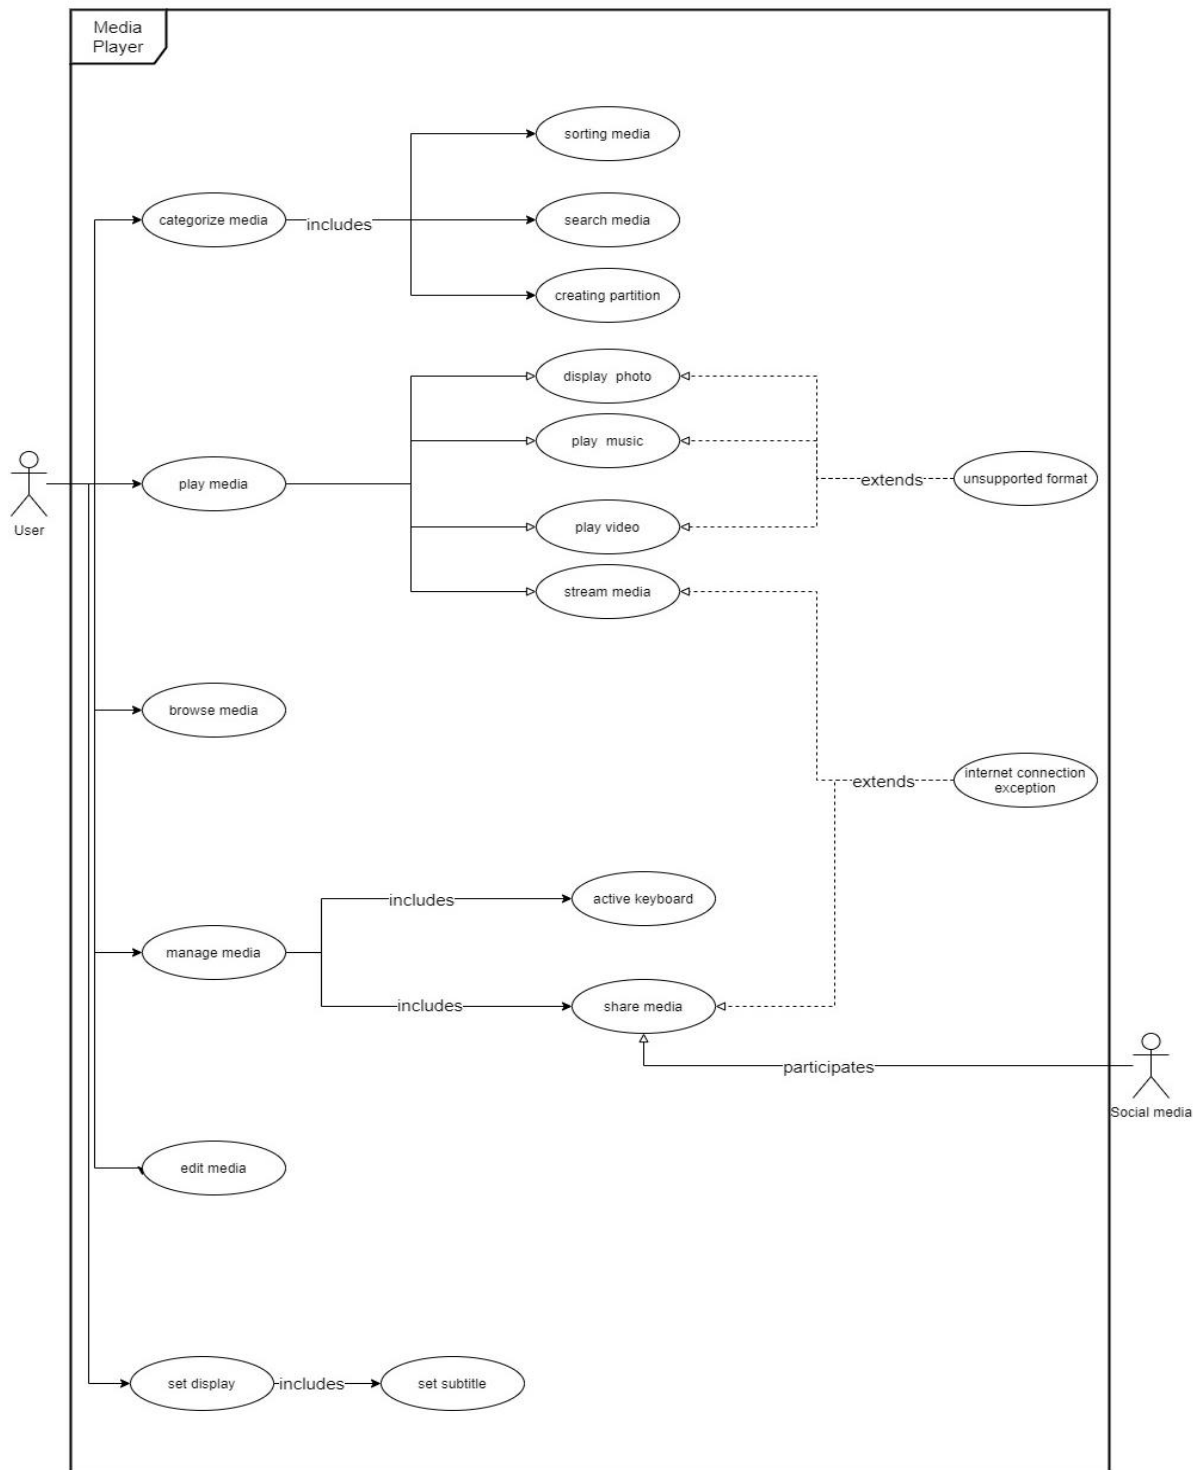 Media
Player
sorting media
categorize media
includes
search media
creating partition
display photo
play music
User
play media
extends
unsupported format
play video
stream media
browse media
extends
internet connection
exception
includes
active keyboard
manage media
includes
share media
participates
Social media
edit media
set display
includes
set subtitle